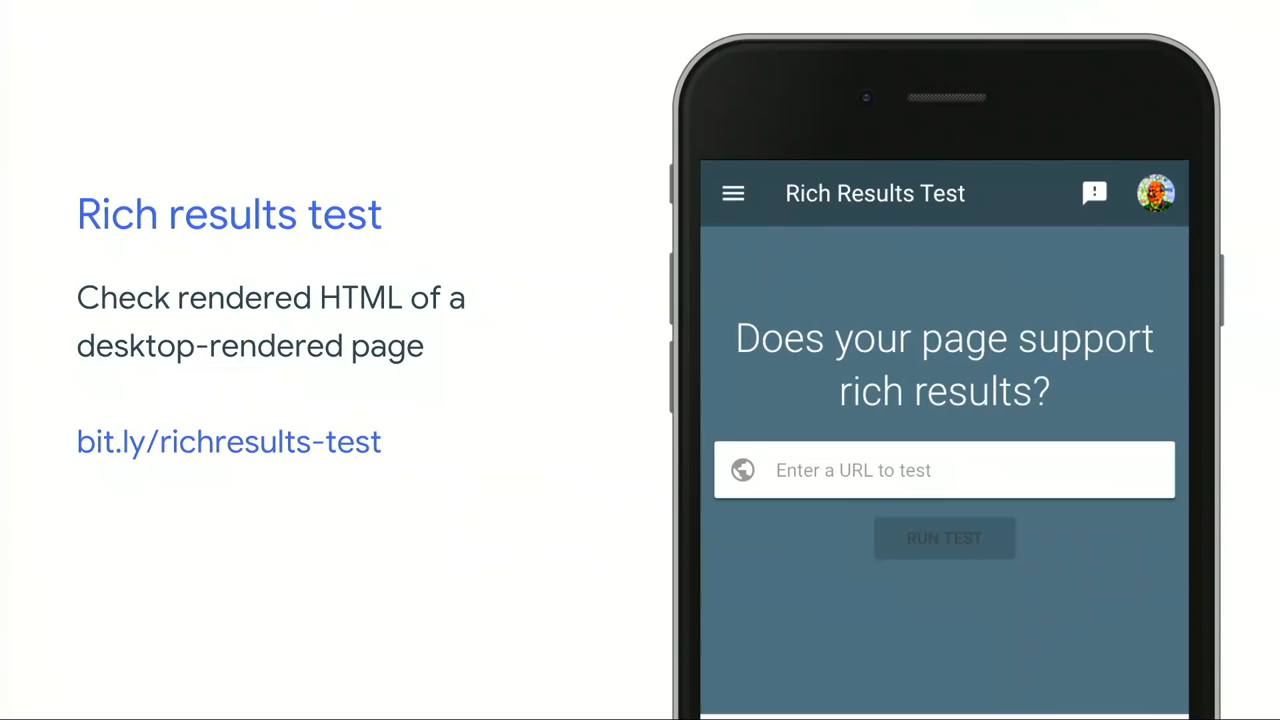 Rich results test
Check rendered HTML of a
desktop-rendered page
bit.ly/richresults-test
Rich Results Test
Does your page support
rich results?
Enter a URL to test
RUN TEST